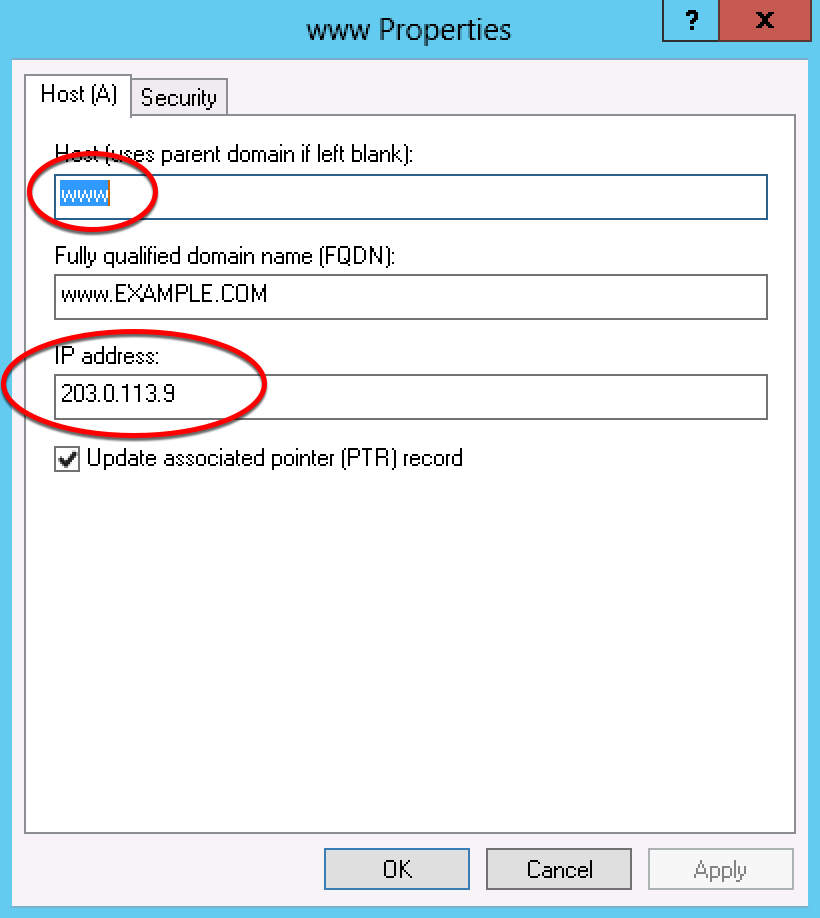 www Properties
? x
Host (A) Security
Host (uses parent domain if left blank):
www
Fully qualified domain name (FQDN):
www.EXAMPLE.COM
IP address:
203.0.113.9
Update associated pointer (PTR) record
OK Cancel Apply